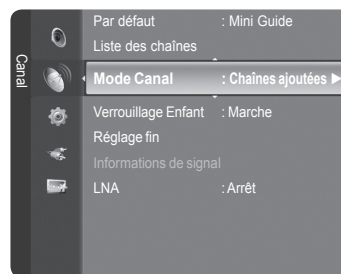 Canal
Par défaut : Mini Guide
Liste des chaînes
Mode Canal : Chaînes ajoutées ►
Verrouillage Enfant : Marche
Réglage fin
Informations de signal
LNA : Arrêt